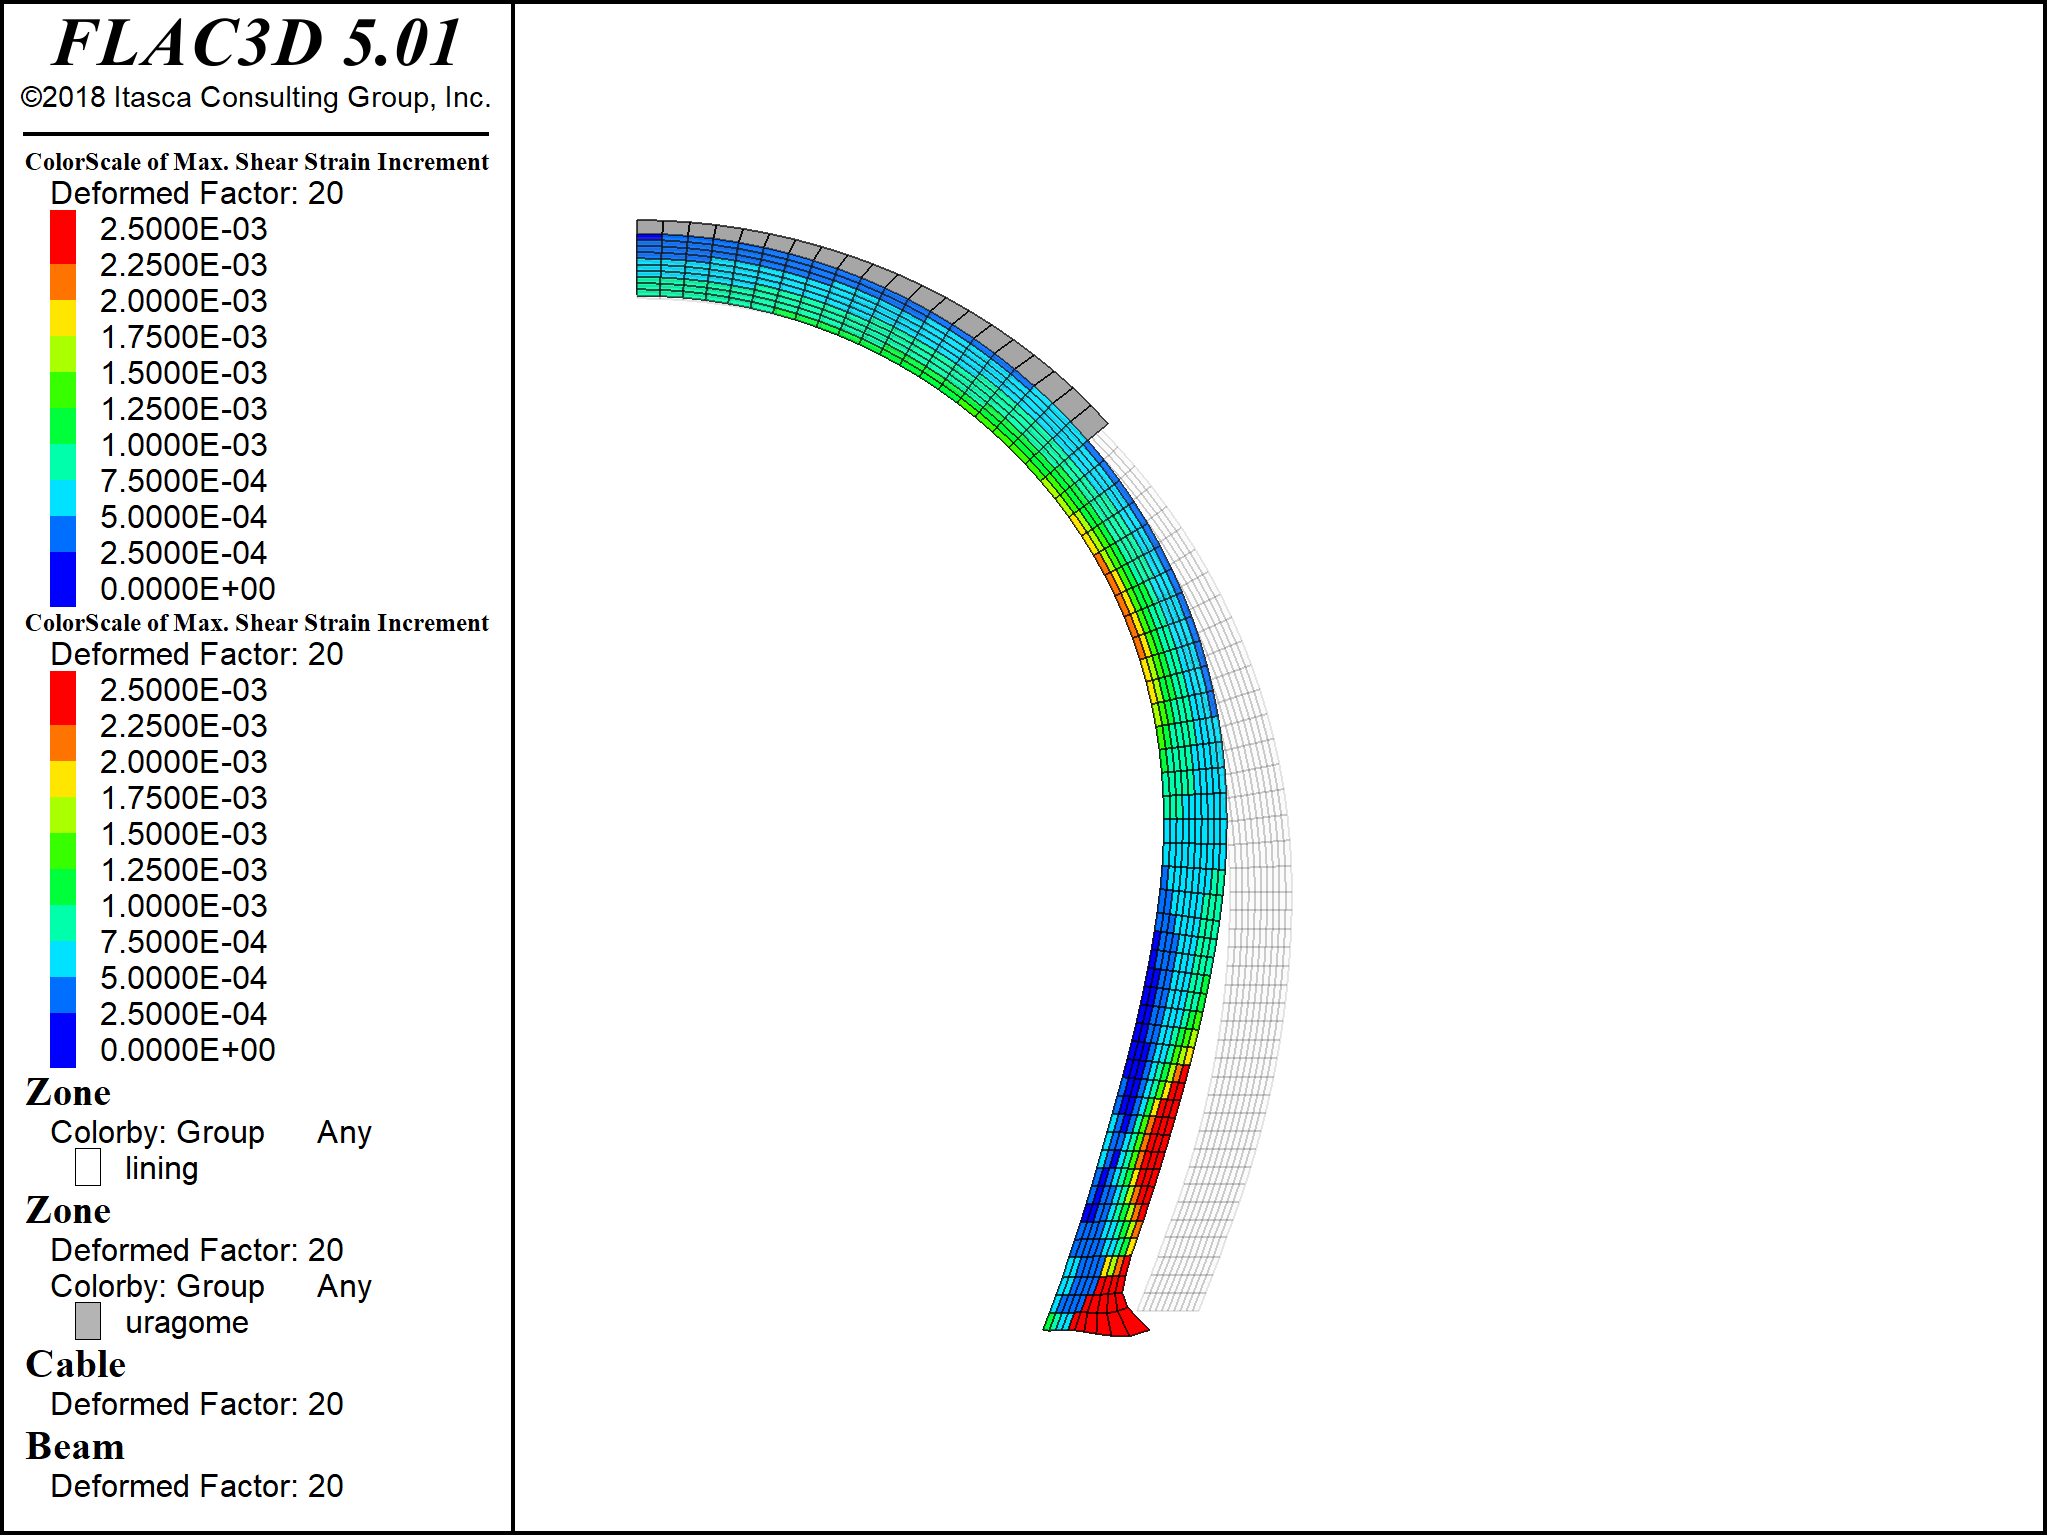 FLAC3D 5.01
©2018 Itasca Consulting Group, Inc.
ColorScale of Max. Shear Strain Increment
Deformed Factor: 20
2.5000E-03
2.2500E-03
2.0000E-03
1.7500E-03
1.5000E-03
1.2500E-03
1.0000E-03
7.5000E-04
5.0000E-04
2.5000E-04
0.0000E+00
ColorScale of Max. Shear Strain Increment
Deformed Factor: 20
2.5000E-03
2.2500E-03
2.0000E-03
1.7500E-03
1.5000E-03
1.2500E-03
1.0000E-03
7.5000E-04
5.0000E-04
2.5000E-04
0.0000E+00
Zone
Colorby: Group Any
lining
Zone
Deformed Factor: 20
Colorby: Group Any
uragome
Cable
Deformed Factor: 20
Beam
Deformed Factor: 20